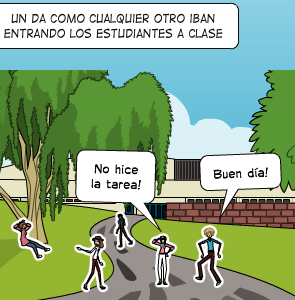 UN DA COMO CUALQUIER OTRO IBAN
ENTRANDO LOS ESTUDIANTES A CLASE
No hice
la tarea!
Buen día!